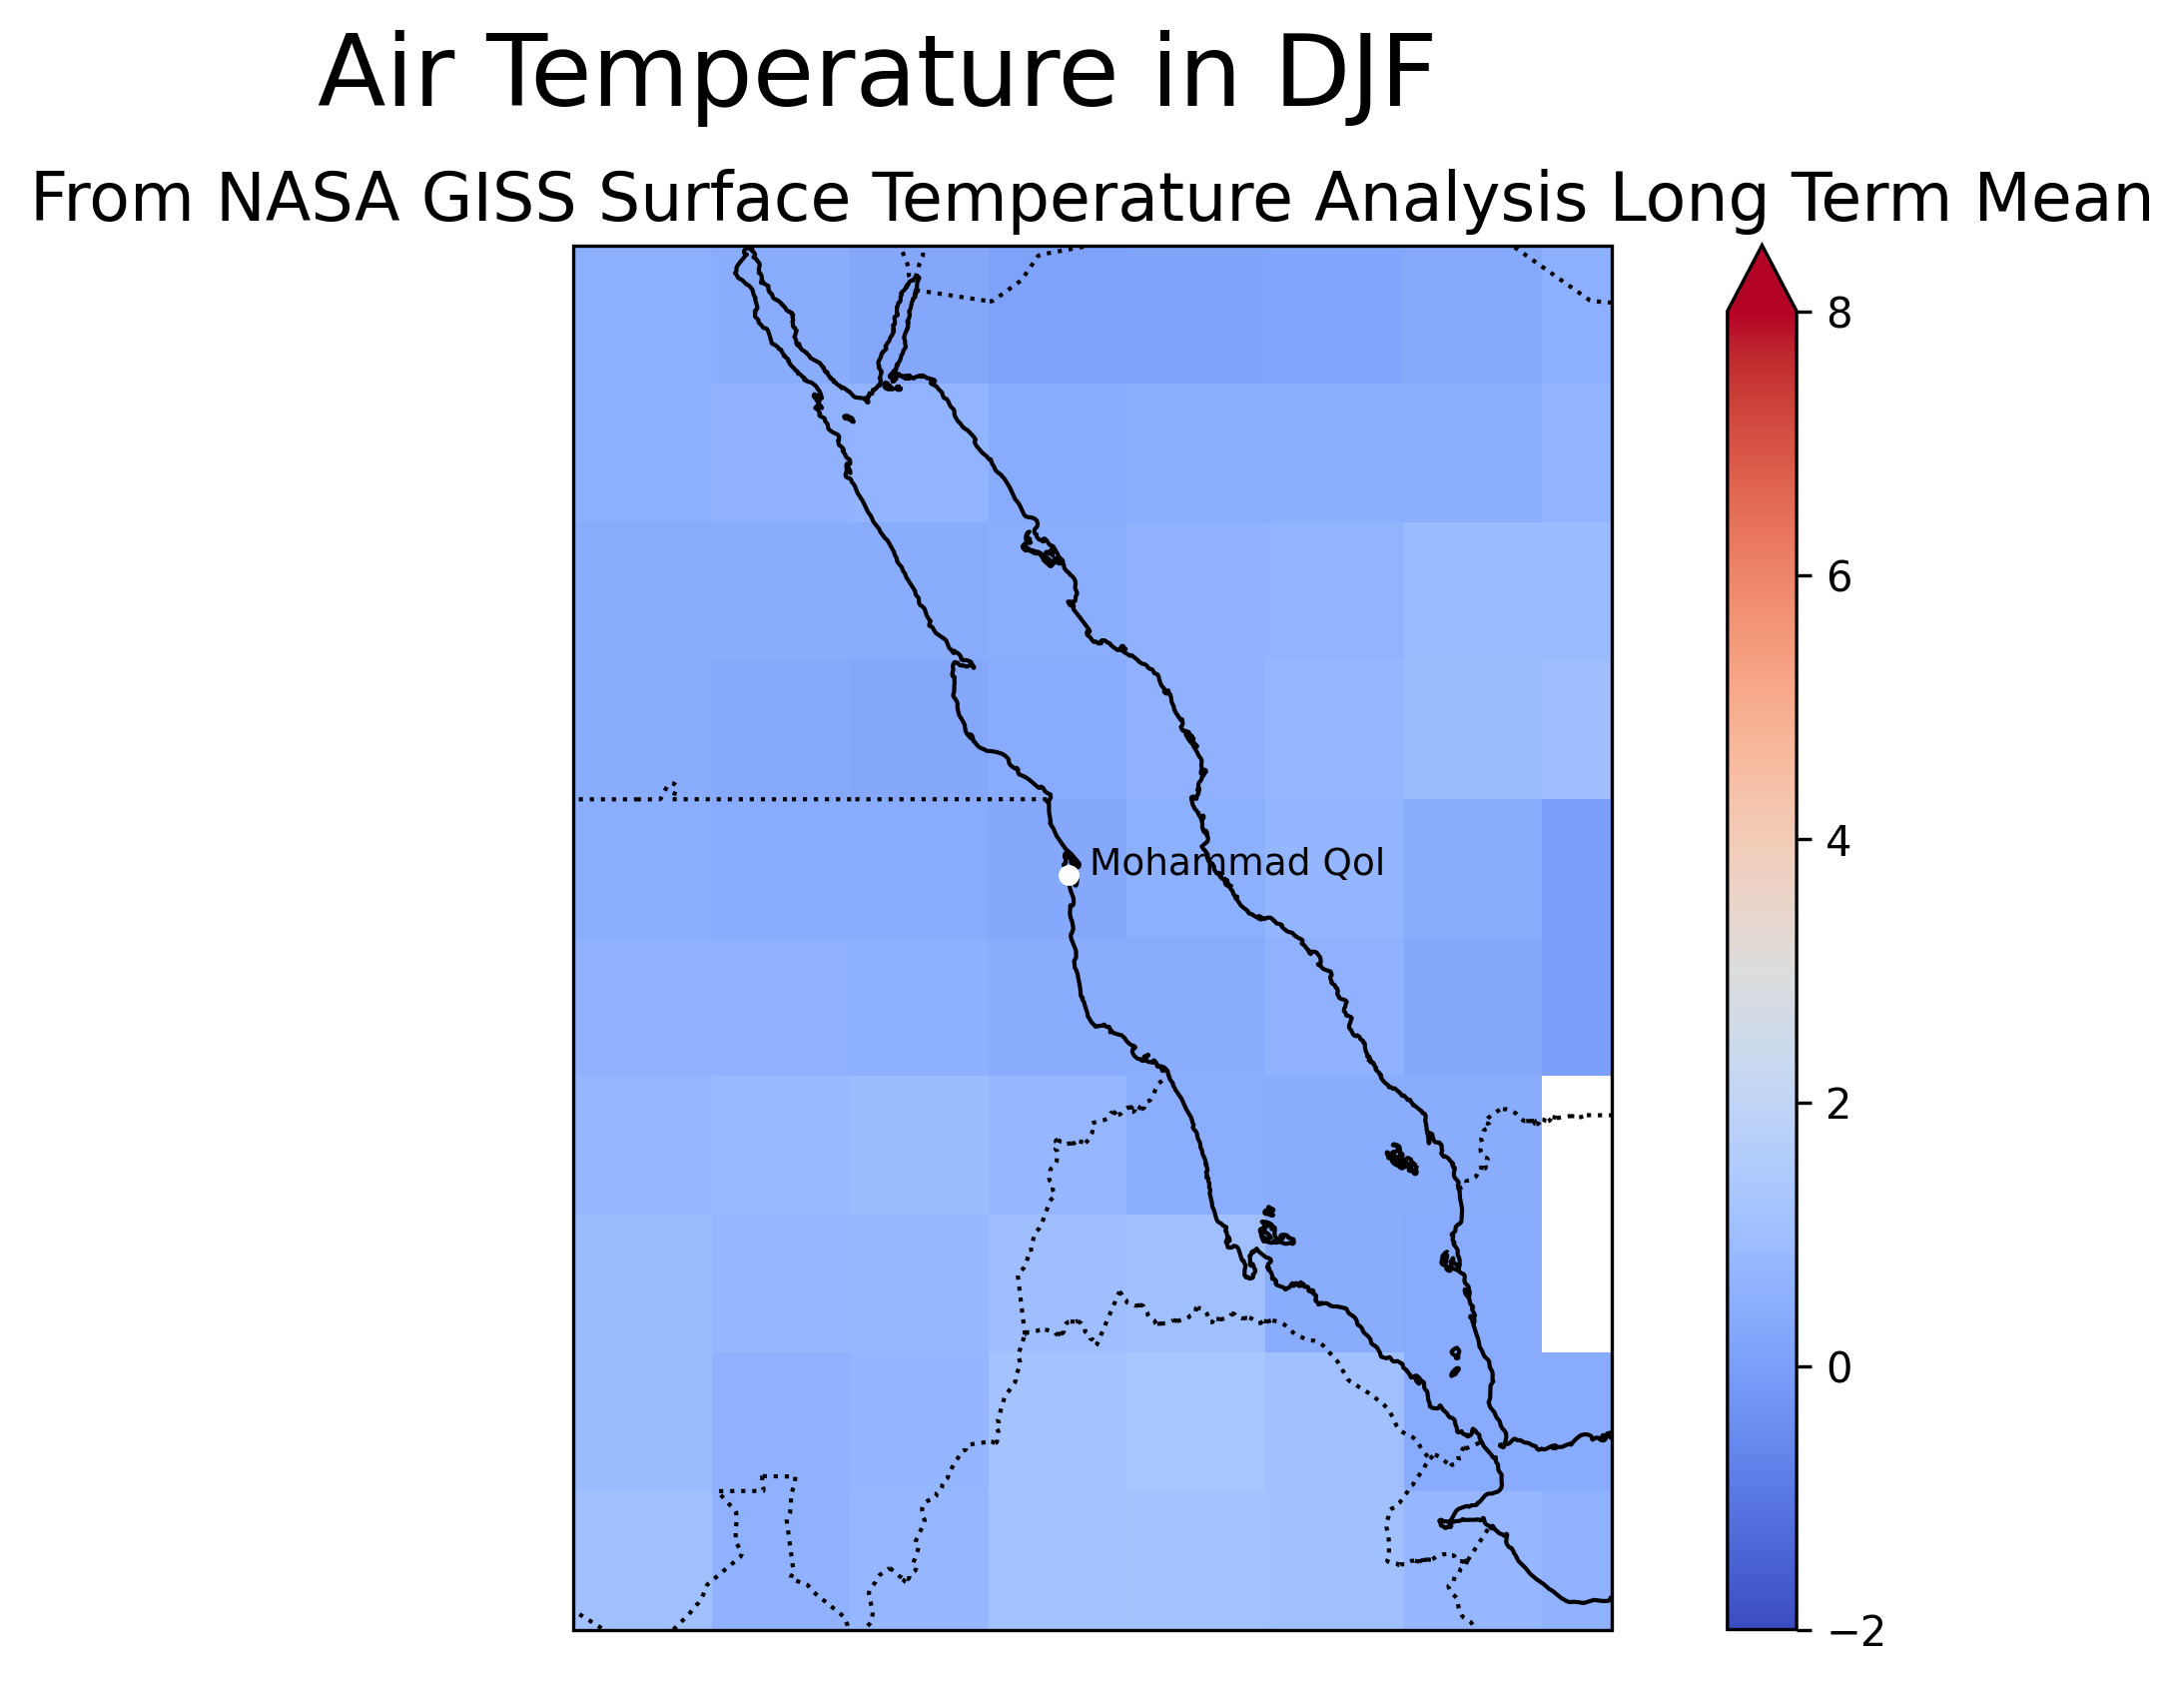 Air Temperature in DJF
From NASA GISS Surface Temperature Analysis Long Term Mean
8
6
4
Mohammad Qol
2
0
−2